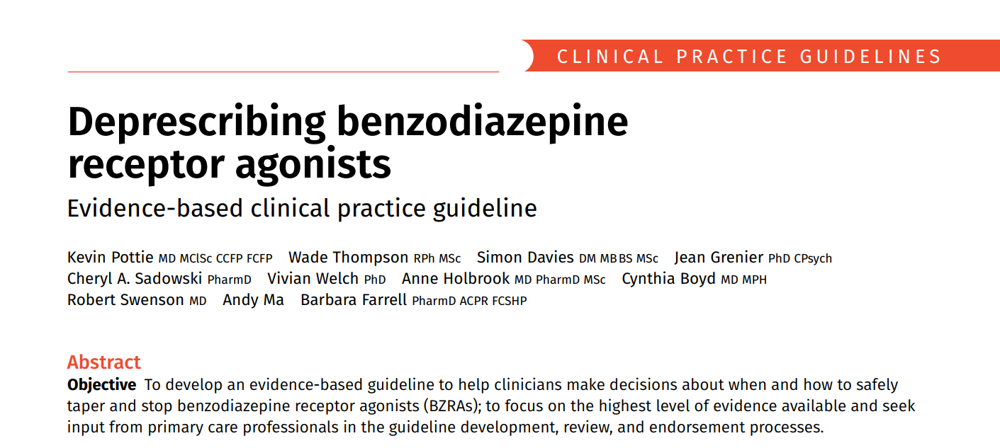 CLINICAL PRACTICE GUIDELINES
Deprescribing benzodiazepine
receptor agonists
Evidence-based clinical practice guideline
Kevin Pottie MD MClSc CCFP FCFP Wade Thompson RPh MSc Simon Davies DM MBBS MSc Jean Grenier PhD CPsych
Cheryl A. Sadowski PharmD Vivian Welch PhD Anne Holbrook MD PharmD MSc Cynthia Boyd MD MPH
Robert Swenson MD Andy Ma Barbara Farrell PharmD ACPR FCSHP
Abstract
Objective To develop an evidence-based guideline to help clinicians make decisions about when and how to safely
taper and stop benzodiazepine receptor agonists (BZRAs); to focus on the highest level of evidence available and seek
input from primary care professionals in the guideline development, review, and endorsement processes.